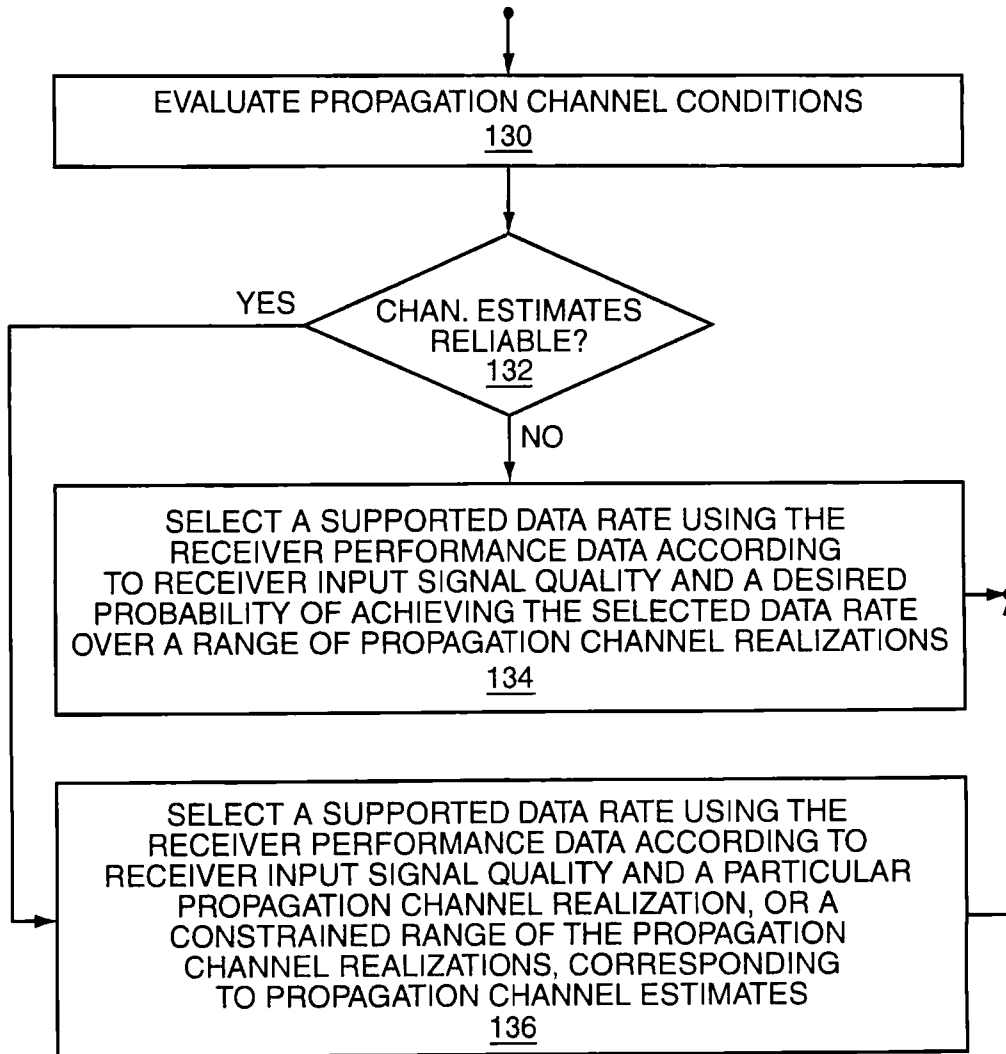 EVALUATE PROPAGATION CHANNEL CONDITIONS
130
YES
CHAN. ESTIMATES
RELIABLE?
132
NO
SELECT A SUPPORTED DATA RATE USING THE
RECEIVER PERFORMANCE DATA ACCORDING
TO RECEIVER INPUT SIGNAL QUALITY AND A DESIRED
PROBABILITY OF ACHIEVING THE SELECTED DATA RATE
OVER A RANGE OF PROPAGATION CHANNEL REALIZATIONS
134
SELECT A SUPPORTED DATA RATE USING THE
RECEIVER PERFORMANCE DATA ACCORDING TO
RECEIVER INPUT SIGNAL QUALITY AND A PARTICULAR
PROPAGATION CHANNEL REALIZATION, OR A
CONSTRAINED RANGE OF THE PROPAGATION
CHANNEL REALIZATIONS, CORRESPONDING
TO PROPAGATION CHANNEL ESTIMATES
136